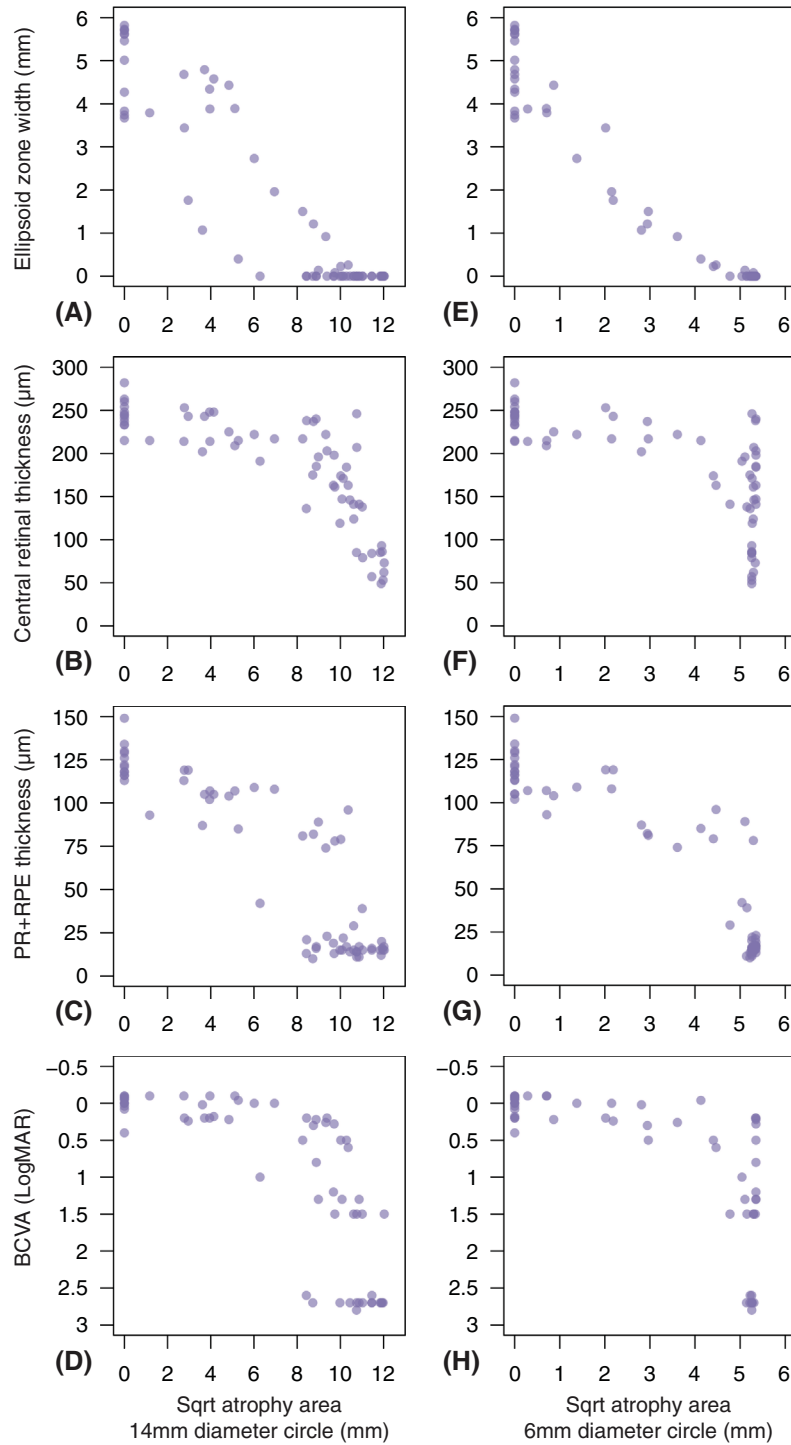 6
5
4
3
2
1
0
Ellipsoid zone width (mm)
(A)
0 2 4 6 8 10 12
6
5
4
3
2
1
0
(E)
0 1 2 3 4 5 6
300
250
200
150
100
50
0
Central retinal thickness (µm)
(B)
0 2 4 6 8 10 12
300
250
200
150
100
50
0
(F)
0 1 2 3 4 5 6
150
125
100
75
50
25
0
PR+RPE thickness (µm)
(C)
0 2 4 6 8 10 12
150
125
100
75
50
25
0
(G)
0 1 2 3 4 5 6
−0.5
0
0.5
1
1.5
2
2.5
3
BCVA (LogMAR)
(D)
0 2 4 6 8 10 12
Sqrt atrophy area
14mm diameter circle (mm)
−0.5
0
0.5
1
1.5
2
2.5
3
(H)
0 1 2 3 4 5 6
Sqrt atrophy area
6mm diameter circle (mm)